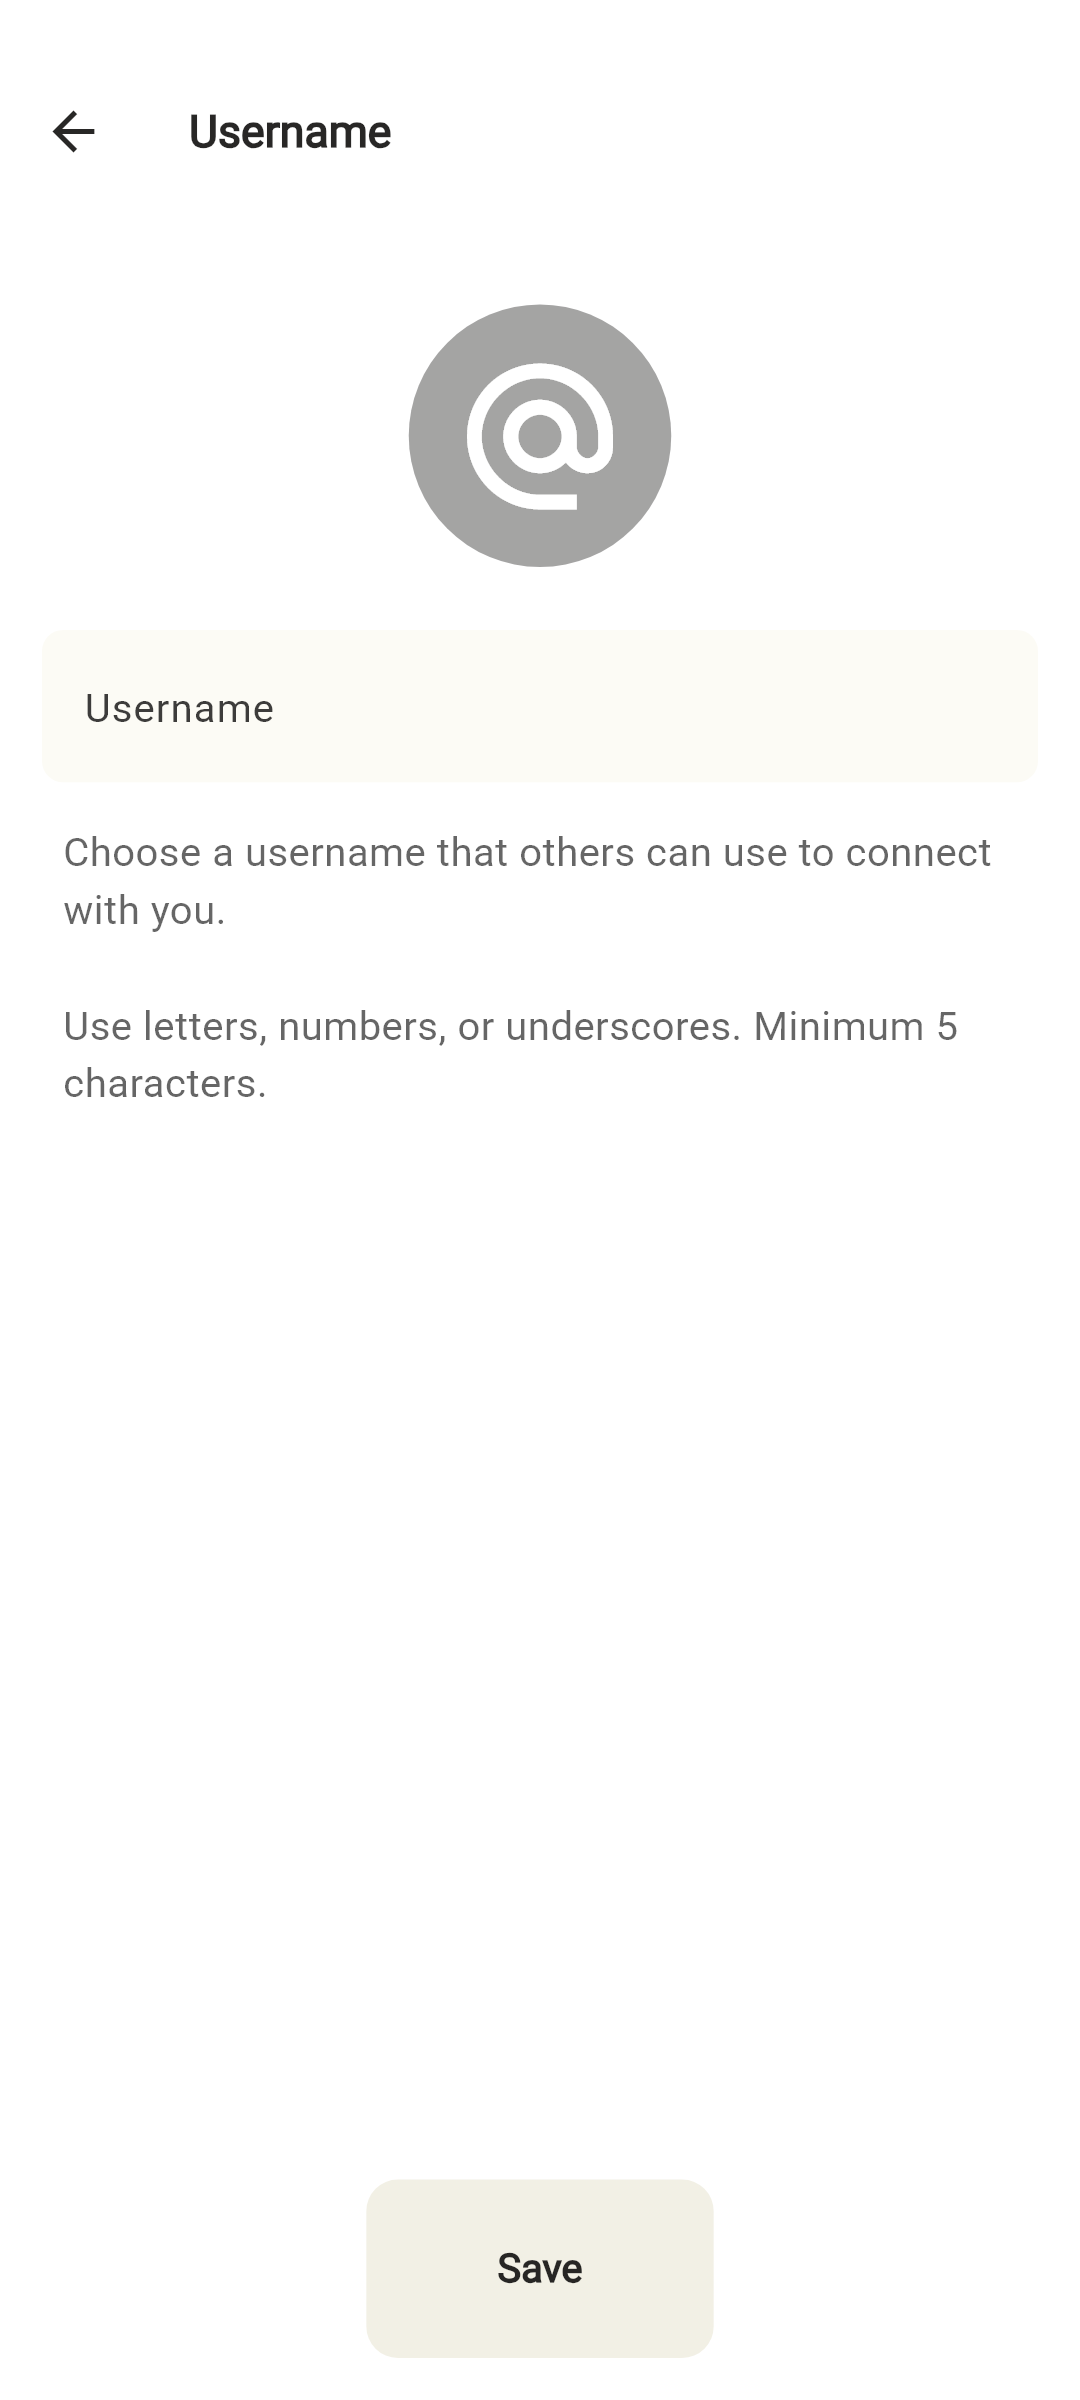 Username
Username
Choose a username that others can use to connect
with you.
Use letters, numbers, or underscores. Minimum 5
characters.
Save